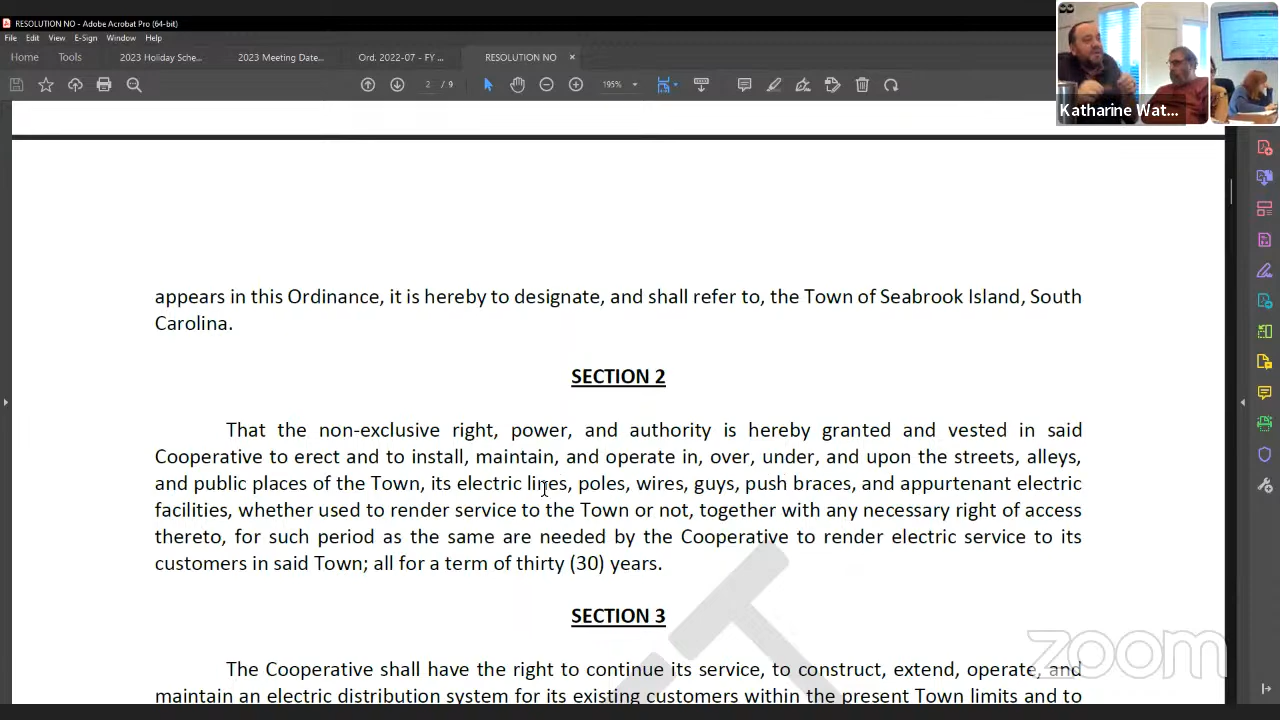 RESOLUTION NO - Adobe Acrobat Pro (64-bit)
File Edit View E-Sign Window Help
Home Tools 2023 Holiday Sche... 2023 Meeting Date... Ord. 2022-07 - FY ... RESOLUTION NO ×
2 / 9 195%
Katharine Wat...
appears in this Ordinance, it is hereby to designate, and shall refer to, the Town of Seabrook Island, South
Carolina.
SECTION 2
That the non-exclusive right, power, and authority is hereby granted and vested in said
Cooperative to erect and to install, maintain, and operate in, over, under, and upon the streets, alleys,
and public places of the Town, its electric lines, poles, wires, guys, push braces, and appurtenant electric
facilities, whether used to render service to the Town or not, together with any necessary right of access
thereto, for such period as the same are needed by the Cooperative to render electric service to its
customers in said Town; all for a term of thirty (30) years.
SECTION 3
The Cooperative shall have the right to continue its service, to construct, extend, operate, and
maintain an electric distribution system for its existing customers within the present Town limits and to
zoom